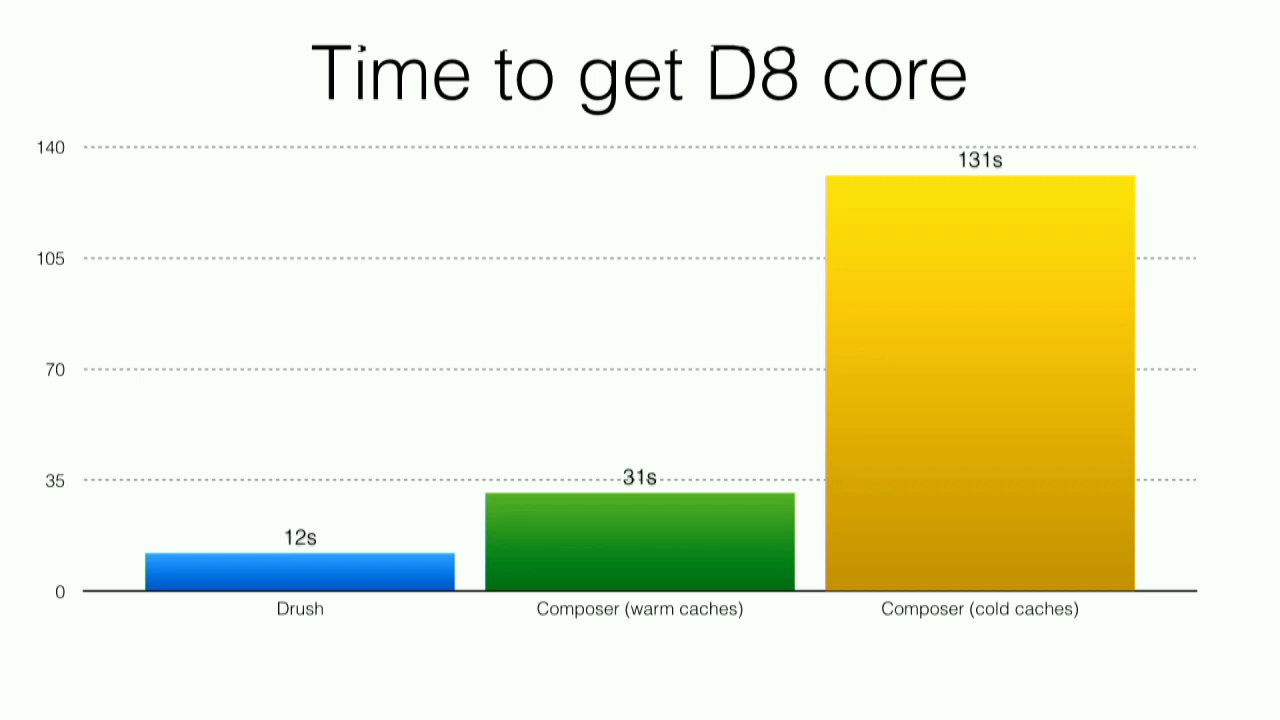 Time to get D8 core
140
131s
105
70
35
31s
12s
0
Drush
Composer (warm caches)
Composer (cold caches)